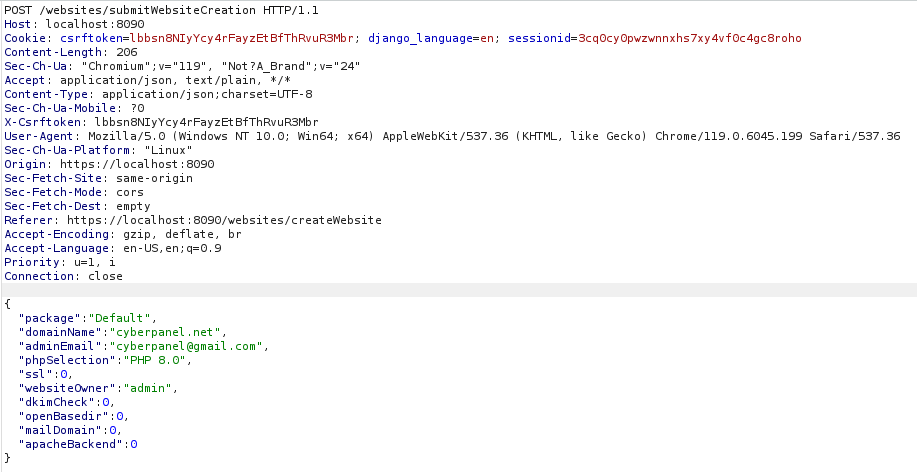 POST /websites/submitWebsiteCreation HTTP/1.1
Host: localhost:8090
Cookie: csrftoken=lbbsn8NIyYcy4rFayzEtBfThRvuR3Mbr; django_language=en; sessionid=3cq0cy0pwzwnnxhs7xy4vf0c4gc8roho
Content-Length: 206
Sec-Ch-Ua: "Chromium";v="119", "Not?A_Brand";v="24"
Accept: application/json, text/plain, */*
Content-Type: application/json;charset=UTF-8
Sec-Ch-Ua-Mobile: ?0
X-Csrftoken: lbbsn8NIyYcy4rFayzEtBfThRvuR3Mbr
User-Agent: Mozilla/5.0 (Windows NT 10.0; Win64; x64) AppleWebKit/537.36 (KHTML, like Gecko) Chrome/119.0.6045.199 Safari/537.36
Sec-Ch-Ua-Platform: "Linux"
Origin: https://localhost:8090
Sec-Fetch-Site: same-origin
Sec-Fetch-Mode: cors
Sec-Fetch-Dest: empty
Referer: https://localhost:8090/websites/createWebsite
Accept-Encoding: gzip, deflate, br
Accept-Language: en-US,en;q=0.9
Priority: u=1, i
Connection: close
{
"package":"Default",
"domainName":"cyberpanel.net",
"adminEmail":"cyberpanel@gmail.com",
"phpSelection":"PHP 8.0",
"ssl":0,
"websiteOwner":"admin",
"dkimCheck":0,
"openBasedir":0,
"mailDomain":0,
"apacheBackend":0
}